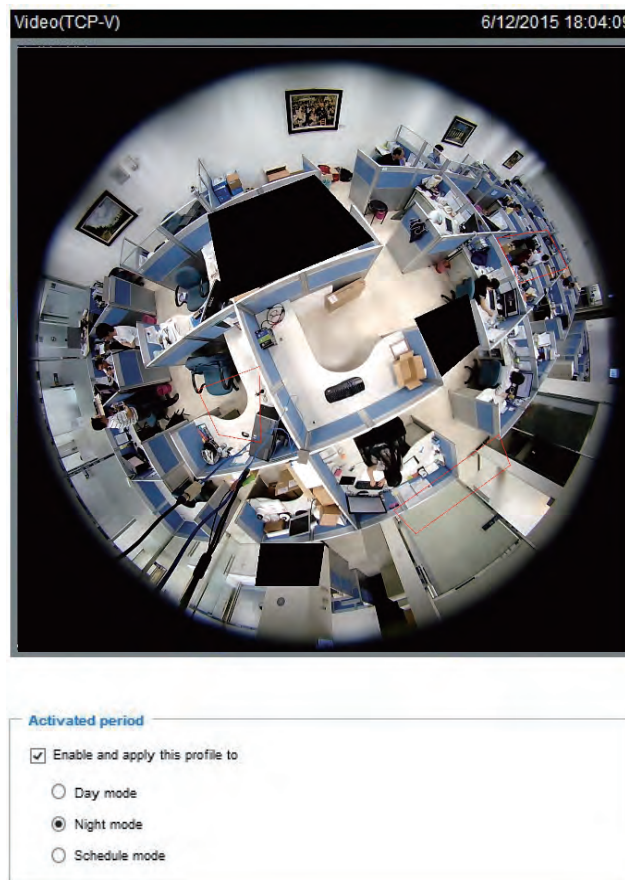 Video(TCP-V)
6/12/2015 18:04:09
Activated period
Enable and apply this profile to
Day mode
Night mode
Schedule mode